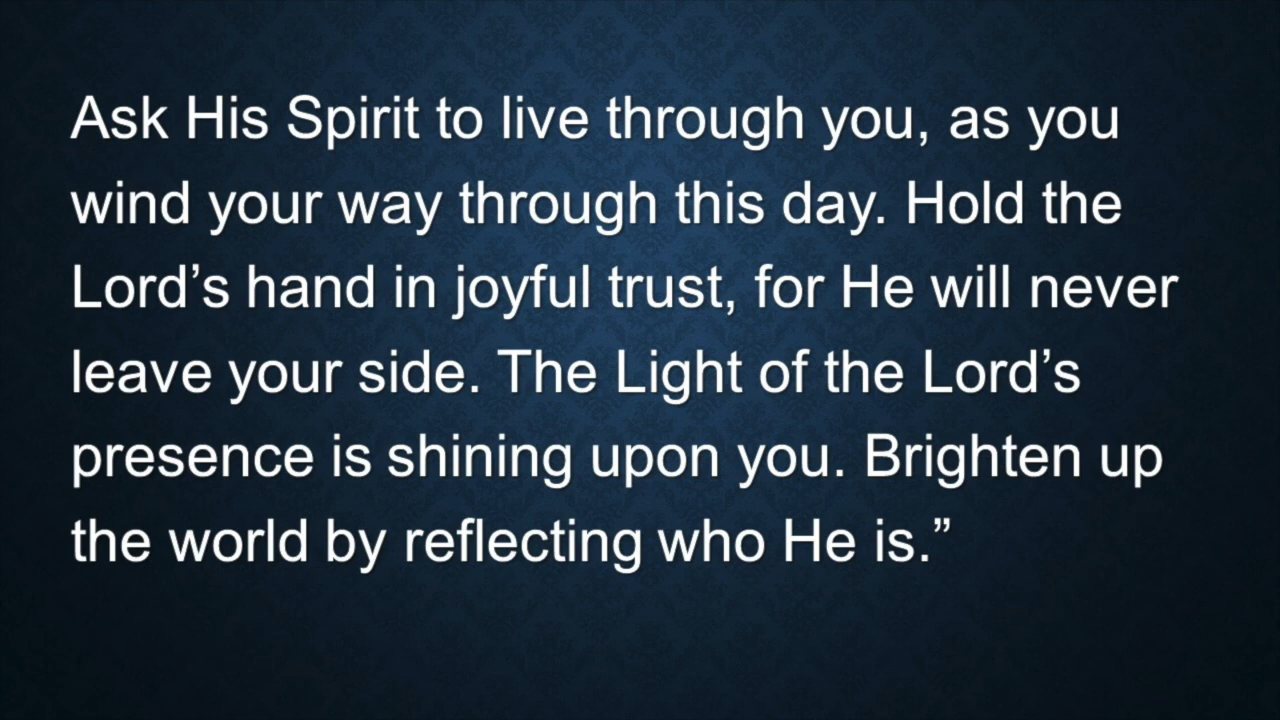 Ask His Spirit to live through you, as you
wind your way through this day. Hold the
Lord’s hand in joyful trust, for He will never
leave your side. The Light of the Lord’s
presence is shining upon you. Brighten up
the world by reflecting who He is.”